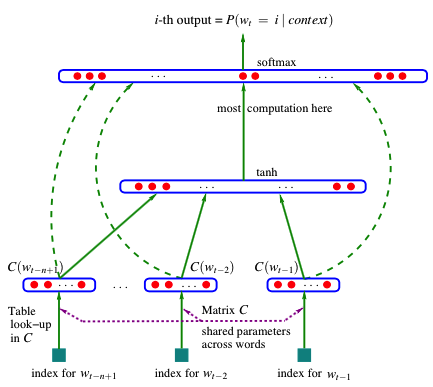 i-th output = P(w_t = i | context)
softmax
. . .
. . .
most computation here
tanh
. . .
. . .
C(w_{t−n+1})
C(w_{t−2})
C(w_{t−1})
. . .
. . .
. . .
. . .
Table
look−up
in C
Matrix C
shared parameters
across words
index for w_{t−n+1}
index for w_{t−2}
index for w_{t−1}